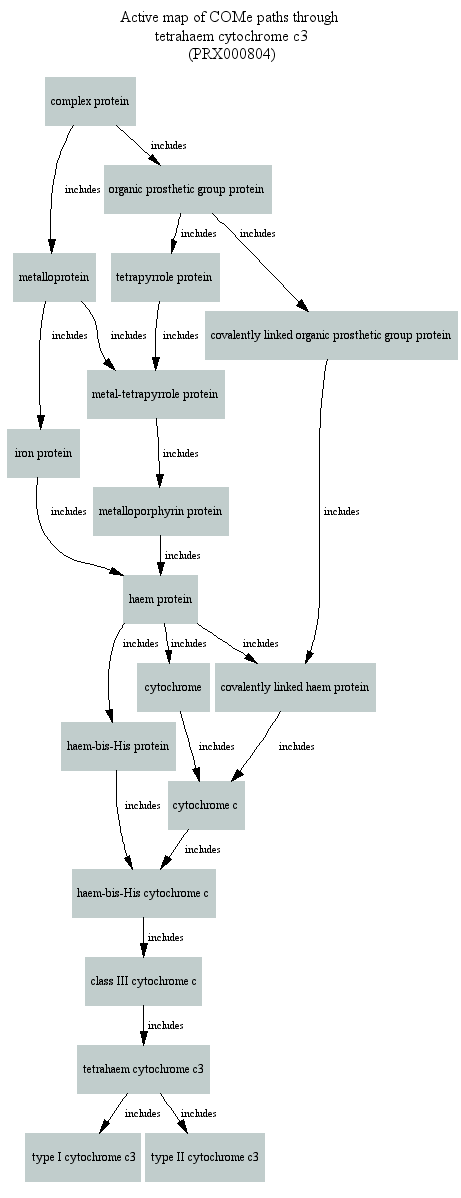 Active map of COMe paths through
tetrahaem cytochrome c3
(PRX000804)
complex protein
includes
includes
organic prosthetic group protein
includes
includes
metalloprotein
tetrapyrrole protein
covalently linked organic prosthetic group protein
includes
includes
includes
metal-tetrapyrrole protein
iron protein
includes
metalloporphyrin protein
includes
includes
includes
haem protein
includes
includes
includes
cytochrome
covalently linked haem protein
haem-bis-His protein
includes
includes
cytochrome c
includes
includes
haem-bis-His cytochrome c
includes
class III cytochrome c
includes
tetrahaem cytochrome c3
includes
includes
type I cytochrome c3
type II cytochrome c3